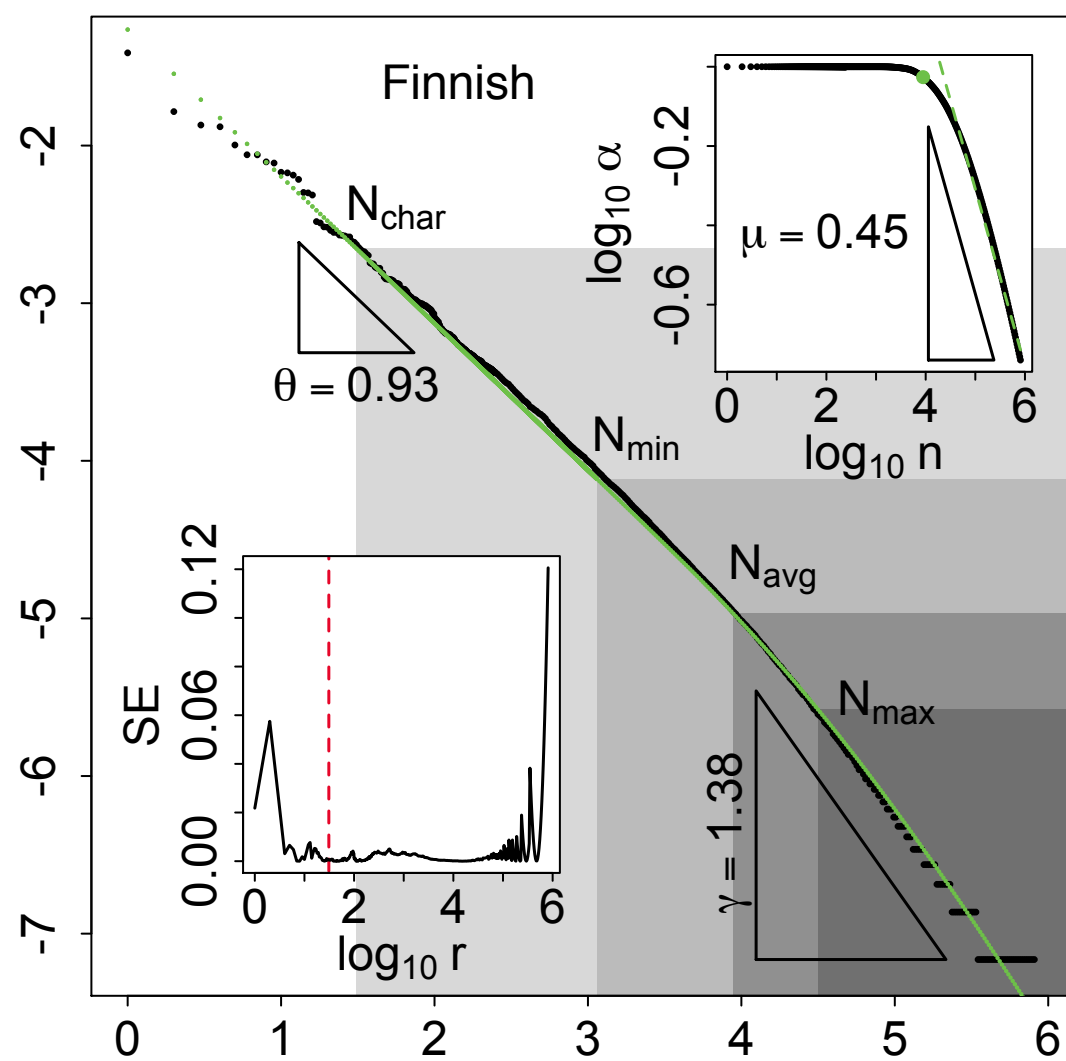 Finnish
-2
-3
-4
-5
-6
-7
0 1 2 3 4 5 6
N_char
N_min
N_avg
N_max
θ = 0.93
γ = 1.38
log₁₀ α
-0.2
-0.6
μ = 0.45
0 2 4 6
log₁₀ n
SE
0.12
0.06
0.00
0 2 4 6
log₁₀ r